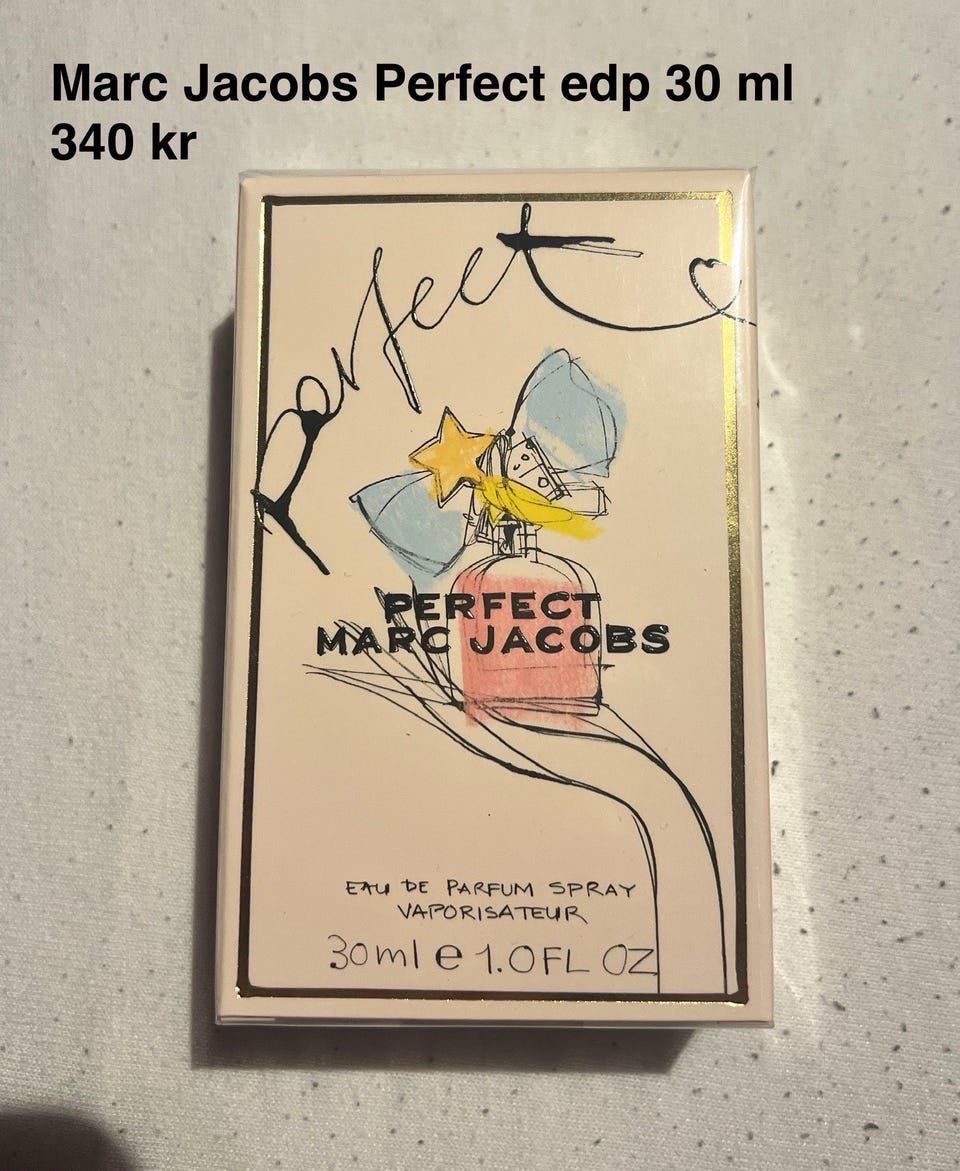 Marc Jacobs Perfect edp 30 ml
340 kr
perfect
PERFECT
MARC JACOBS
EAU DE PARFUM SPRAY
VAPORISATEUR
30ml e 1.0FL OZ